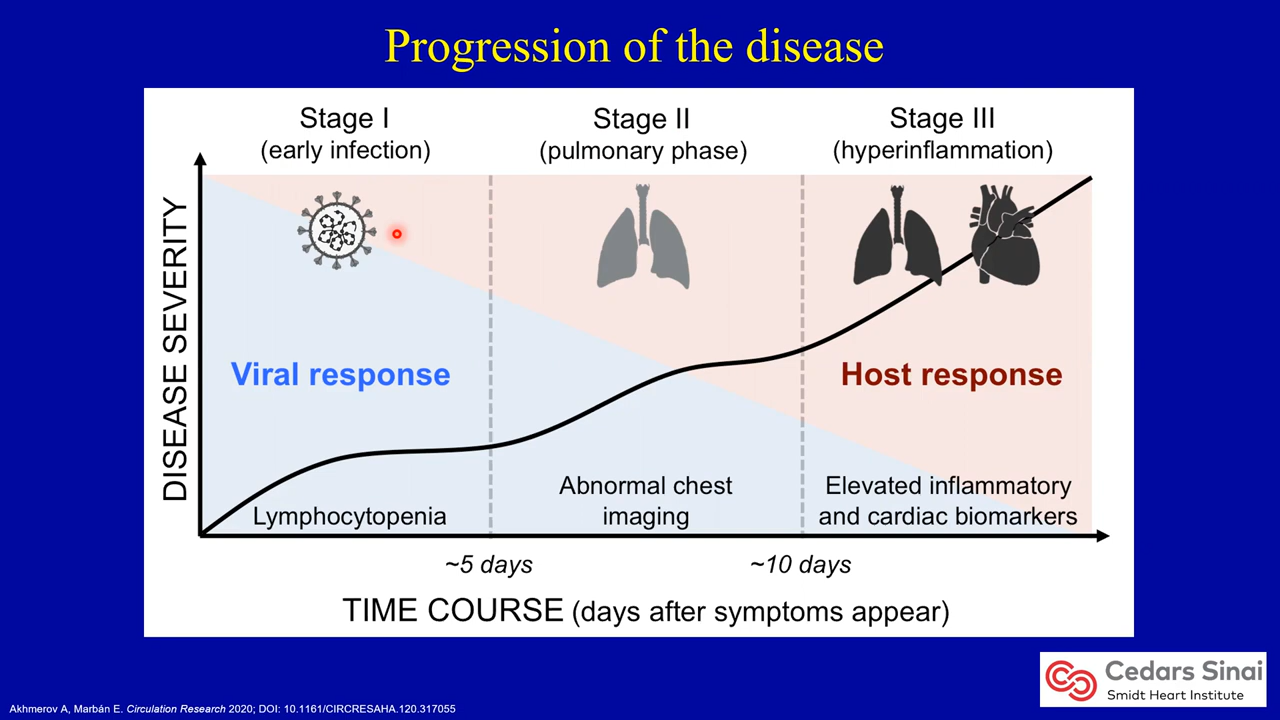 Progression of the disease
Stage I
(early infection)
Stage II
(pulmonary phase)
Stage III
(hyperinflammation)
DISEASE SEVERITY
Viral response
Host response
Lymphocytopenia
Abnormal chest
imaging
Elevated inflammatory
and cardiac biomarkers
~5 days
~10 days
TIME COURSE (days after symptoms appear)
Cedars Sinai
Smidt Heart Institute
Akhmerov A, Marbán E. Circulation Research 2020; DOI: 10.1161/CIRCRESAHA.120.317055